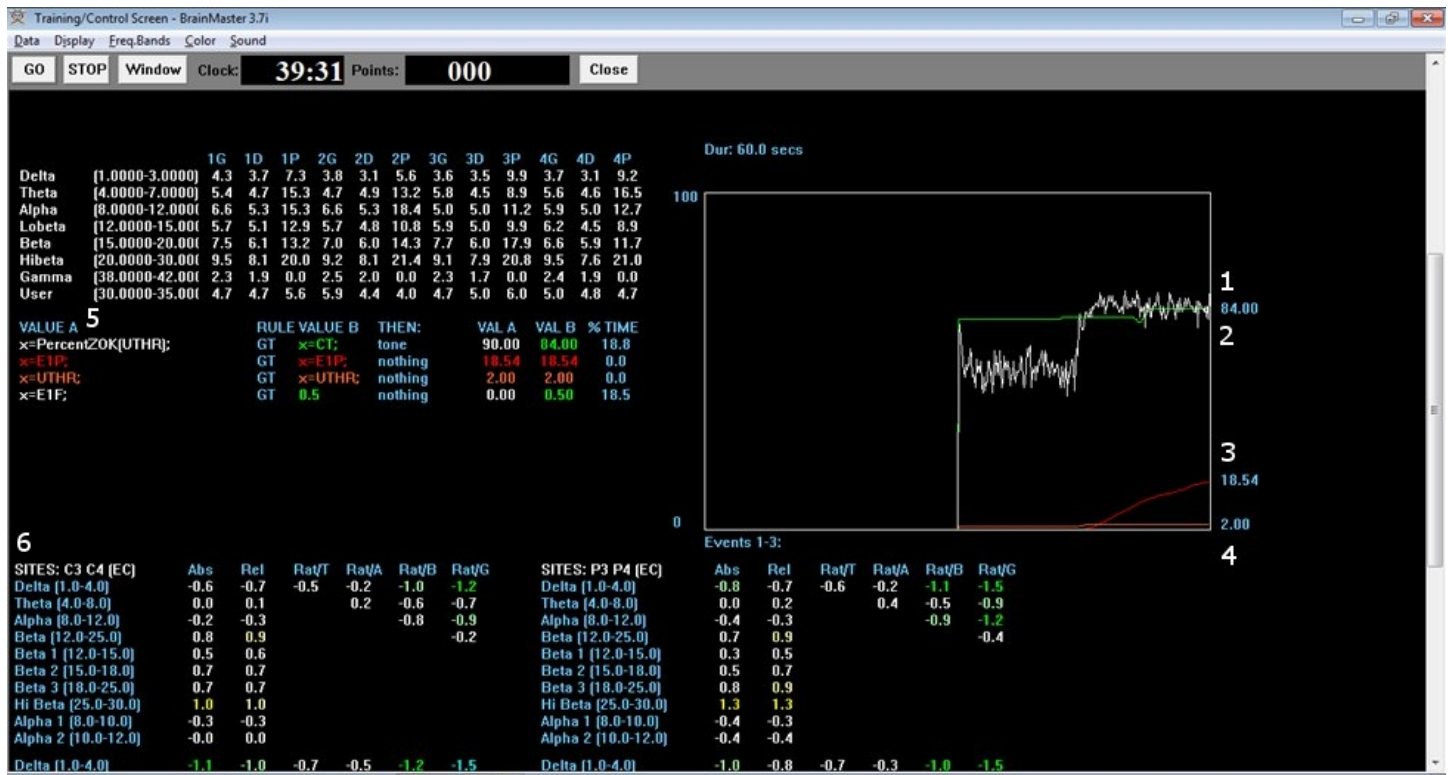 Training/Control Screen - BrainMaster 3.7i
Data Display Freq.Bands Color Sound
GO STOP Window Clock: 39:31 Points: 000 Close
1G 1D 1P 2G 2D 2P 3G 3D 3P 4G 4D 4P
Delta (1.0000-3.0000) 4.3 3.7 7.3 3.8 3.1 5.6 3.6 3.5 9.9 3.7 3.1 9.2
Theta (4.0000-7.0000) 5.4 4.7 15.3 4.7 4.9 13.2 5.8 4.5 8.9 5.6 4.6 16.5
Alpha (8.0000-12.000( 6.6 5.3 15.3 6.6 5.3 18.4 5.0 5.0 11.2 5.9 5.0 12.7
Lobeta (12.0000-15.00( 5.7 5.1 12.9 5.7 4.8 10.8 5.9 5.0 9.9 6.2 4.5 8.9
Beta (15.0000-20.00( 7.5 6.1 13.2 7.0 6.0 14.3 7.7 6.0 17.9 6.6 5.9 11.7
Hibeta (20.0000-30.00( 9.5 8.1 20.0 9.2 8.1 21.4 9.1 7.9 20.8 9.5 7.6 21.0
Gamma (38.0000-42.00( 2.3 1.9 0.0 2.5 2.0 0.0 2.3 1.7 0.0 2.4 1.9 0.0
User (30.0000-35.00( 4.7 4.7 5.6 5.9 4.4 4.0 4.7 5.0 6.0 5.0 4.8 4.7
VALUE A 5 RULE VALUE B THEN: VAL A VAL B % TIME
x=PercentZOK(UTHR); GT x=CT; tone 90.00 84.00 18.8
x=E1P; GT x=E1P; nothing 18.54 18.54 0.0
x=UTHR; GT x=UTHR; nothing 2.00 2.00 0.0
x=E1F; GT 0.5 nothing 0.00 0.50 18.5
Dur: 60.0 secs
100
1
84.00
2
3
18.54
0
2.00
4
Events 1-3:
6
SITES: C3 C4 (EC) Abs Rel Rat/T Rat/A Rat/B Rat/G
Delta (1.0-4.0) -0.6 -0.7 -0.5 -0.2 -1.0 -1.2
Theta (4.0-8.0) 0.0 0.1 0.2 -0.6 -0.7
Alpha (8.0-12.0) -0.2 -0.3 -0.8 -0.9
Beta (12.0-25.0) 0.8 0.9 -0.2
Beta 1 (12.0-15.0) 0.5 0.6
Beta 2 (15.0-18.0) 0.7 0.7
Beta 3 (18.0-25.0) 0.7 0.7
Hi Beta (25.0-30.0) 1.0 1.0
Alpha 1 (8.0-10.0) -0.3 -0.3
Alpha 2 (10.0-12.0) -0.0 0.0
Delta (1.0-4.0) -1.1 -1.0 -0.7 -0.5 -1.2 -1.5
SITES: P3 P4 (EC) Abs Rel Rat/T Rat/A Rat/B Rat/G
Delta (1.0-4.0) -0.8 -0.7 -0.6 -0.2 -1.1 -1.5
Theta (4.0-8.0) 0.0 0.2 0.4 -0.5 -0.9
Alpha (8.0-12.0) -0.4 -0.3 -0.9 -1.2
Beta (12.0-25.0) 0.7 0.9 -0.4
Beta 1 (12.0-15.0) 0.3 0.5
Beta 2 (15.0-18.0) 0.5 0.7
Beta 3 (18.0-25.0) 0.8 0.9
Hi Beta (25.0-30.0) 1.3 1.3
Alpha 1 (8.0-10.0) -0.4 -0.3
Alpha 2 (10.0-12.0) -0.4 -0.4
Delta (1.0-4.0) -1.0 -0.8 -0.7 -0.3 -1.0 -1.5